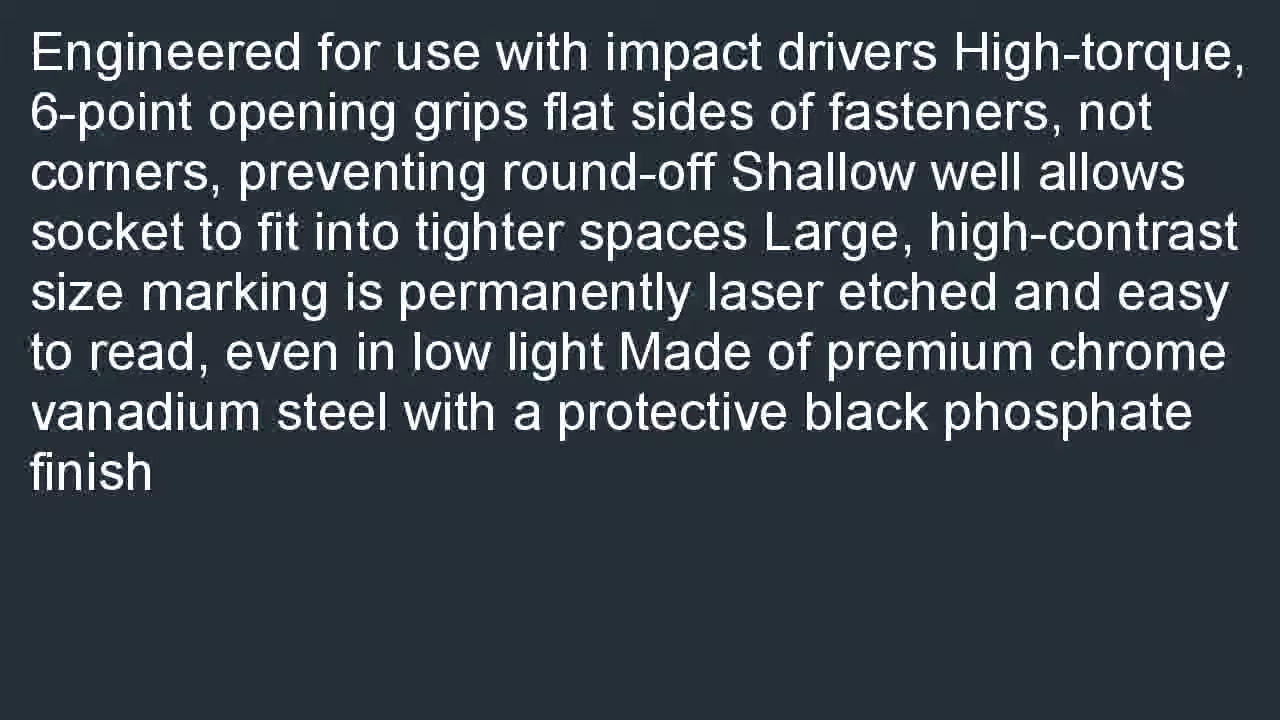 Engineered for use with impact drivers High-torque,
6-point opening grips flat sides of fasteners, not
corners, preventing round-off Shallow well allows
socket to fit into tighter spaces Large, high-contrast
size marking is permanently laser etched and easy
to read, even in low light Made of premium chrome
vanadium steel with a protective black phosphate
finish